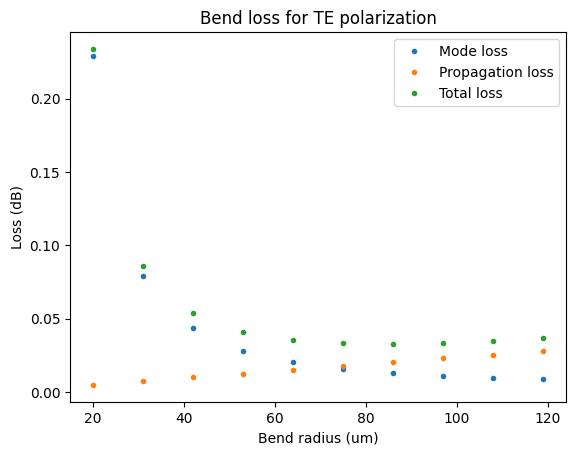 Bend loss for TE polarization
Mode loss
Propagation loss
Total loss
0.20
0.15
0.10
0.05
0.00
Loss (dB)
20 40 60 80 100 120
Bend radius (um)